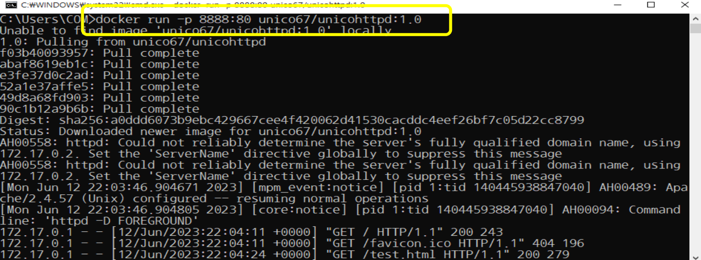 C:\WINDOWS\system32\cmd.exe - docker run -p 8888:80 unico67/unicohttpd:1.0
C:\Users\COM>docker run -p 8888:80 unico67/unicohttpd:1.0
Unable to find image 'unico67/unicohttpd:1.0' locally
1.0: Pulling from unico67/unicohttpd
f03b40093957: Pull complete
abaf8619eb1c: Pull complete
e3fe37d0c2ad: Pull complete
52a1e37affe5: Pull complete
49d8a68fd903: Pull complete
90c1b12a9b6b: Pull complete
Digest: sha256:a0ddd6073b9ebc429667cee4f420062d41530cacddc4eef26bf7c05d22cc8799
Status: Downloaded newer image for unico67/unicohttpd:1.0
AH00558: httpd: Could not reliably determine the server's fully qualified domain name, using
172.17.0.2. Set the 'ServerName' directive globally to suppress this message
AH00558: httpd: Could not reliably determine the server's fully qualified domain name, using
172.17.0.2. Set the 'ServerName' directive globally to suppress this message
[Mon Jun 12 22:03:46.904671 2023] [mpm_event:notice] [pid 1:tid 140445938847040] AH00489: Apa
che/2.4.57 (Unix) configured -- resuming normal operations
[Mon Jun 12 22:03:46.904805 2023] [core:notice] [pid 1:tid 140445938847040] AH00094: Command
line: 'httpd -D FOREGROUND'
172.17.0.1 - - [12/Jun/2023:22:04:11 +0000] "GET / HTTP/1.1" 200 243
172.17.0.1 - - [12/Jun/2023:22:04:11 +0000] "GET /favicon.ico HTTP/1.1" 404 196
172.17.0.1 - - [12/Jun/2023:22:04:24 +0000] "GET /test.html HTTP/1.1" 200 279